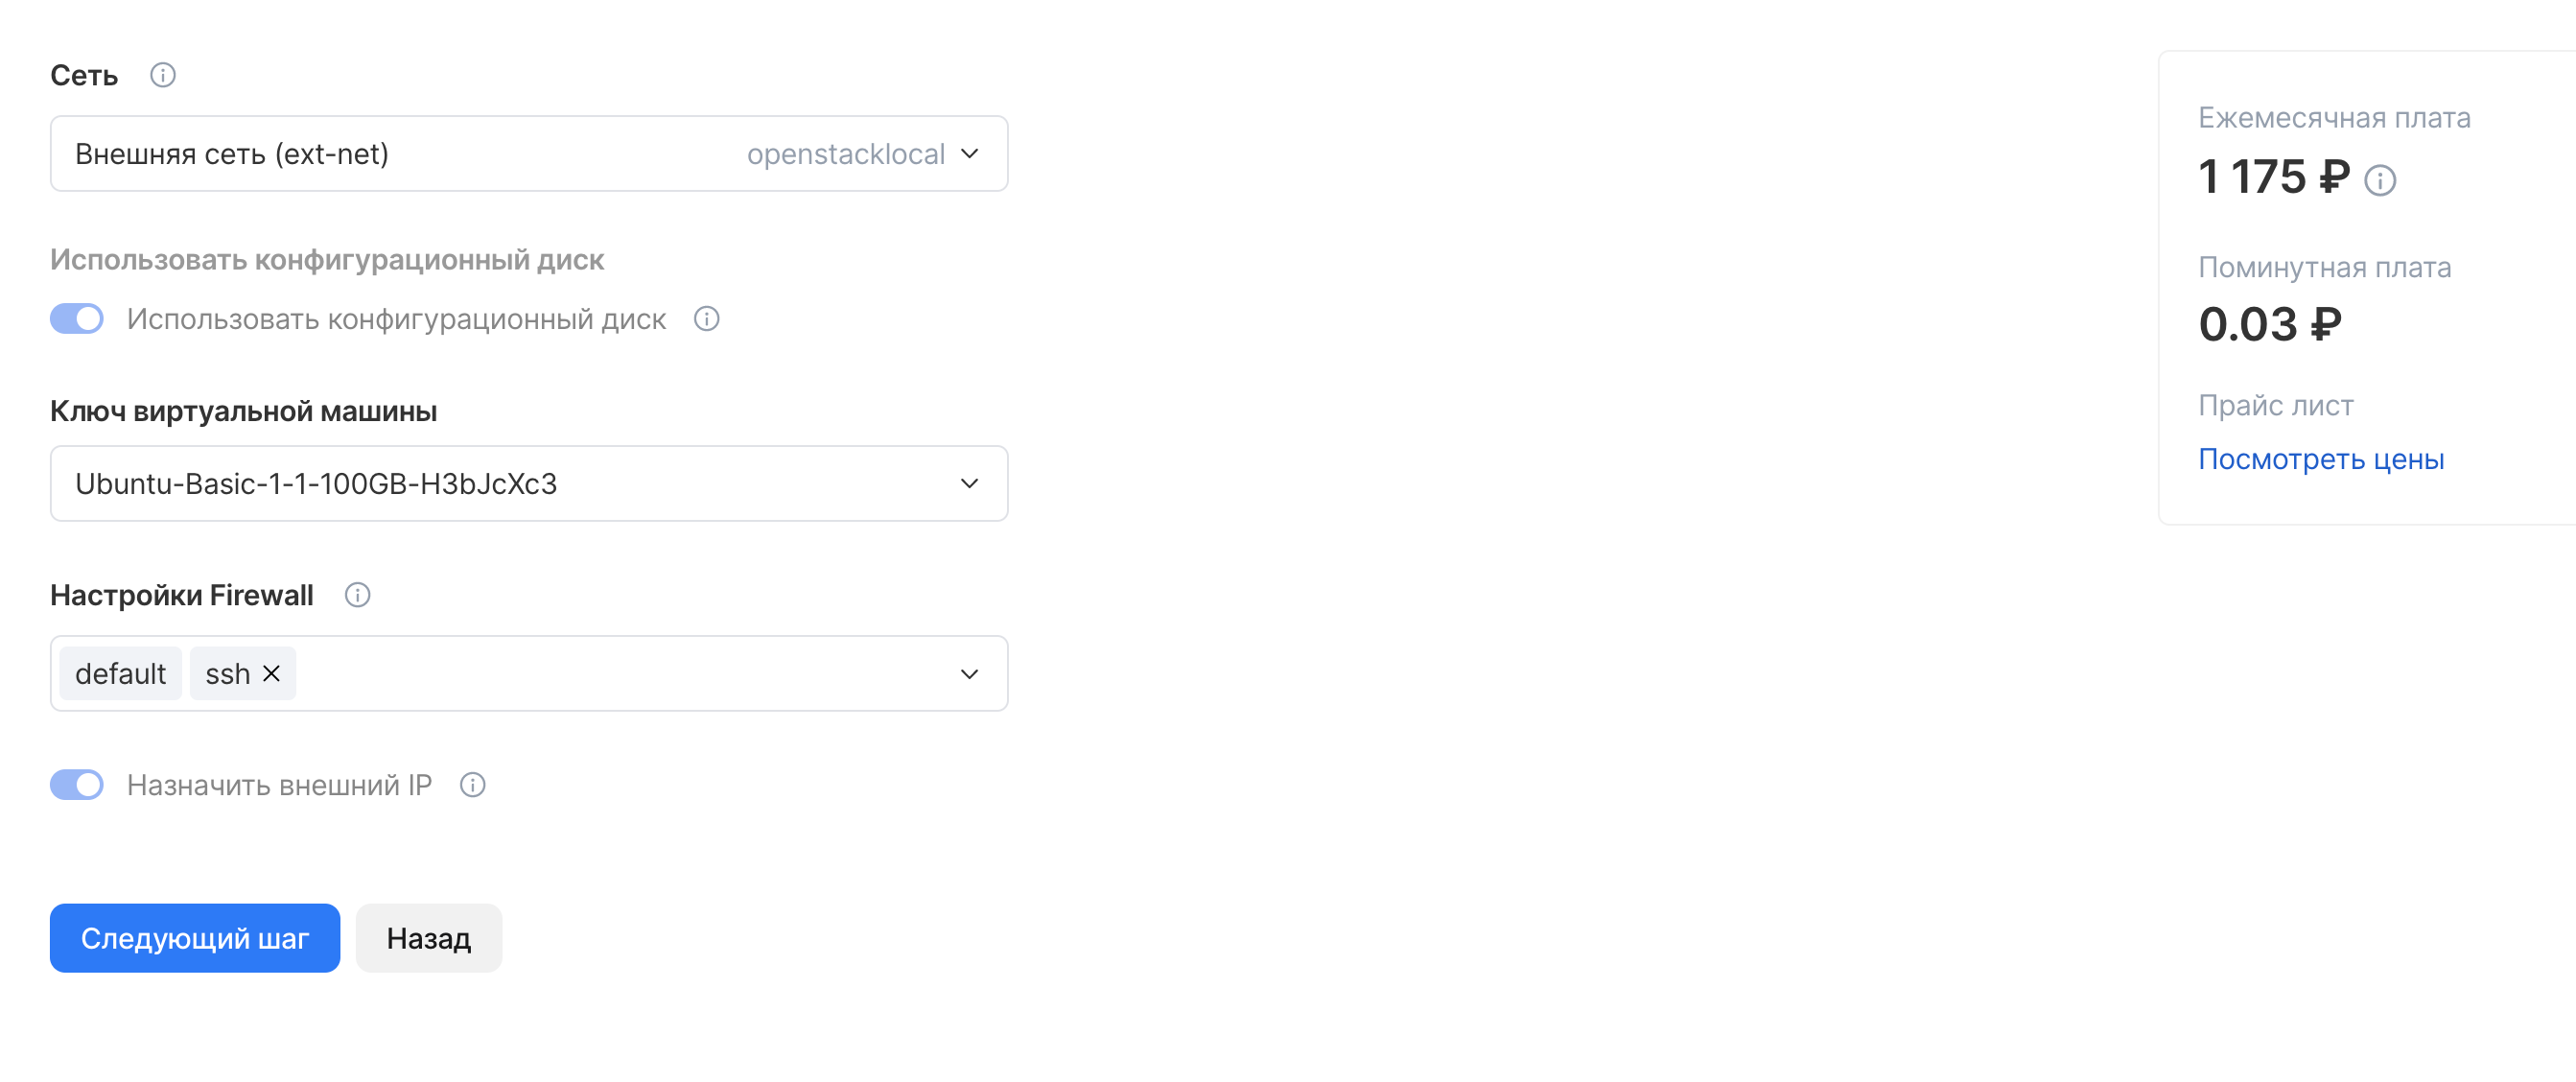 Сеть
Внешняя сеть (ext-net) openstacklocal
Использовать конфигурационный диск
Использовать конфигурационный диск
Ключ виртуальной машины
Ubuntu-Basic-1-1-100GB-H3bJcXc3
Настройки Firewall
default ssh
Назначить внешний IP
Следующий шаг Назад
Ежемесячная плата
1 175 ₽
Поминутная плата
0.03 ₽
Прайс лист
Посмотреть цены